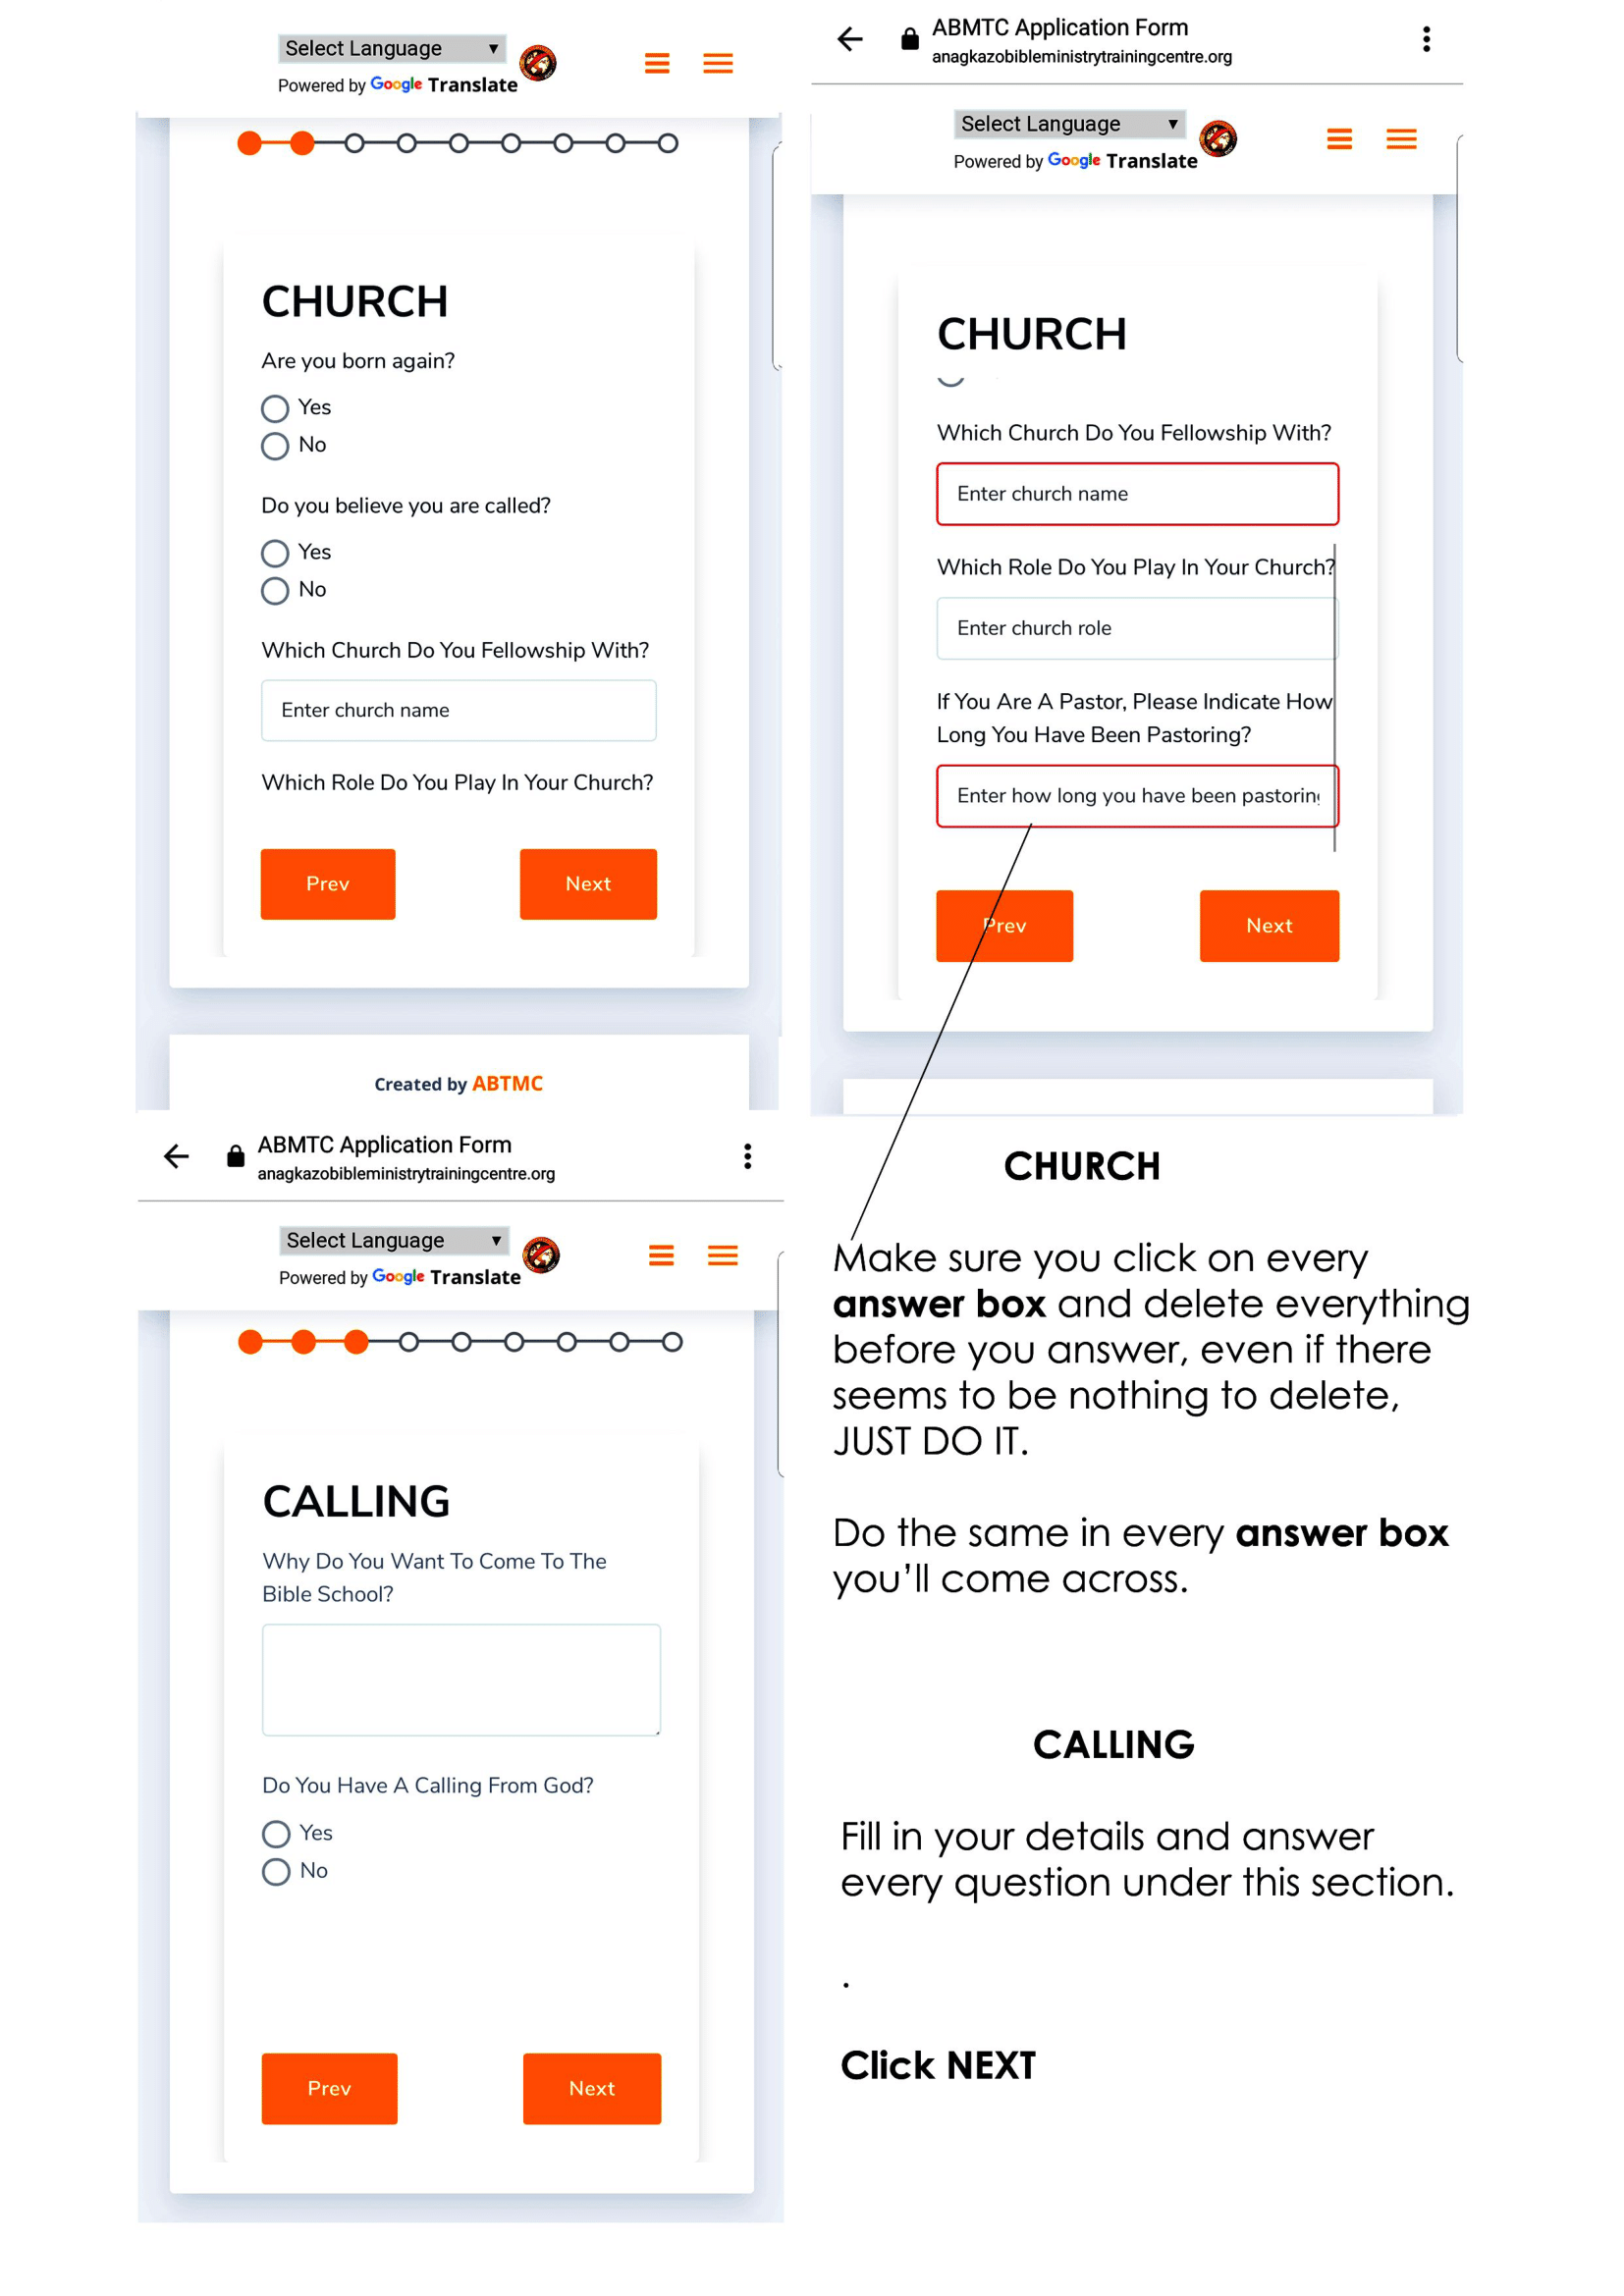 Select Language ▼
Powered by Google Translate
CHURCH
Are you born again?
Yes
No
Do you believe you are called?
Yes
No
Which Church Do You Fellowship With?
Enter church name
Which Role Do You Play In Your Church?
Prev
Next
Created by ABTMC
ABMTC Application Form
anagkazobibleministrytrainingcentre.org
Select Language ▼
Powered by Google Translate
CHURCH
Which Church Do You Fellowship With?
Enter church name
Which Role Do You Play In Your Church?
Enter church role
If You Are A Pastor, Please Indicate How
Long You Have Been Pastoring?
Enter how long you have been pastoring
Prev
Next
ABMTC Application Form
anagkazobibleministrytrainingcentre.org
Select Language ▼
Powered by Google Translate
CALLING
Why Do You Want To Come To The
Bible School?
Do You Have A Calling From God?
Yes
No
Prev
Next
CHURCH
Make sure you click on every
answer box and delete everything
before you answer, even if there
seems to be nothing to delete,
JUST DO IT.
Do the same in every answer box
you’ll come across.
CALLING
Fill in your details and answer
every question under this section.
.
Click NEXT